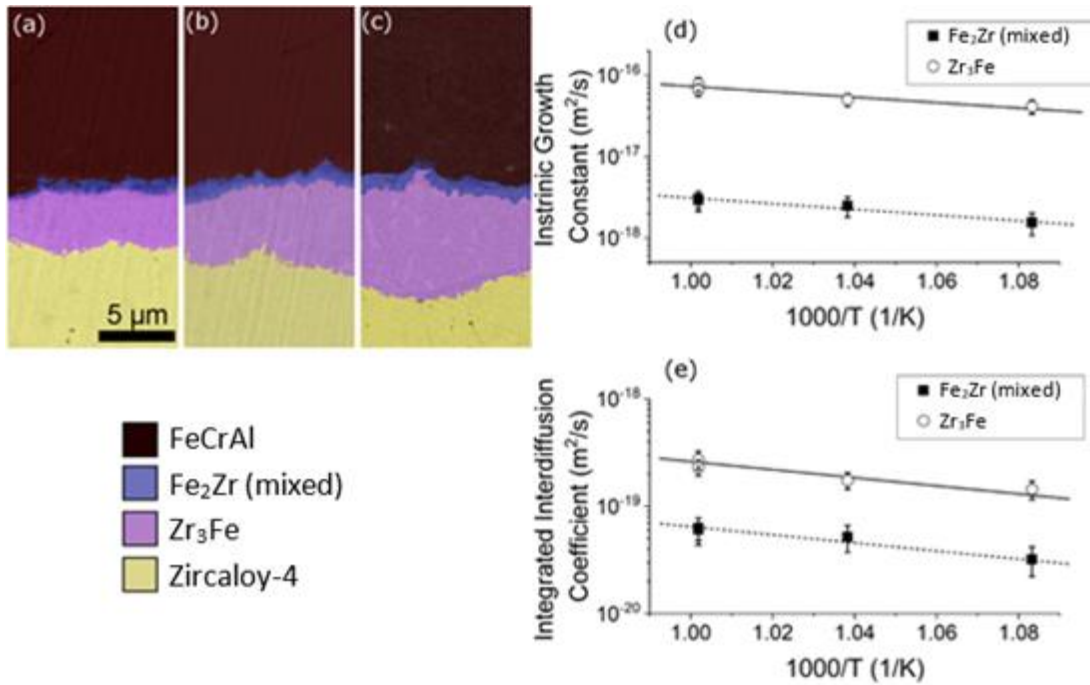 (a)
(b)
(c)
5 µm
FeCrAl
Fe₂Zr (mixed)
Zr₃Fe
Zircaloy-4
(d)
Fe₂Zr (mixed)
Zr₃Fe
Instrinic Growth
Constant (m²/s)
10⁻¹⁶
10⁻¹⁷
10⁻¹⁸
1.00 1.02 1.04 1.06 1.08
1000/T (1/K)
(e)
Fe₂Zr (mixed)
Zr₃Fe
Integrated Interdiffusion
Coefficient (m²/s)
10⁻¹⁸
10⁻¹⁹
10⁻²⁰
1.00 1.02 1.04 1.06 1.08
1000/T (1/K)